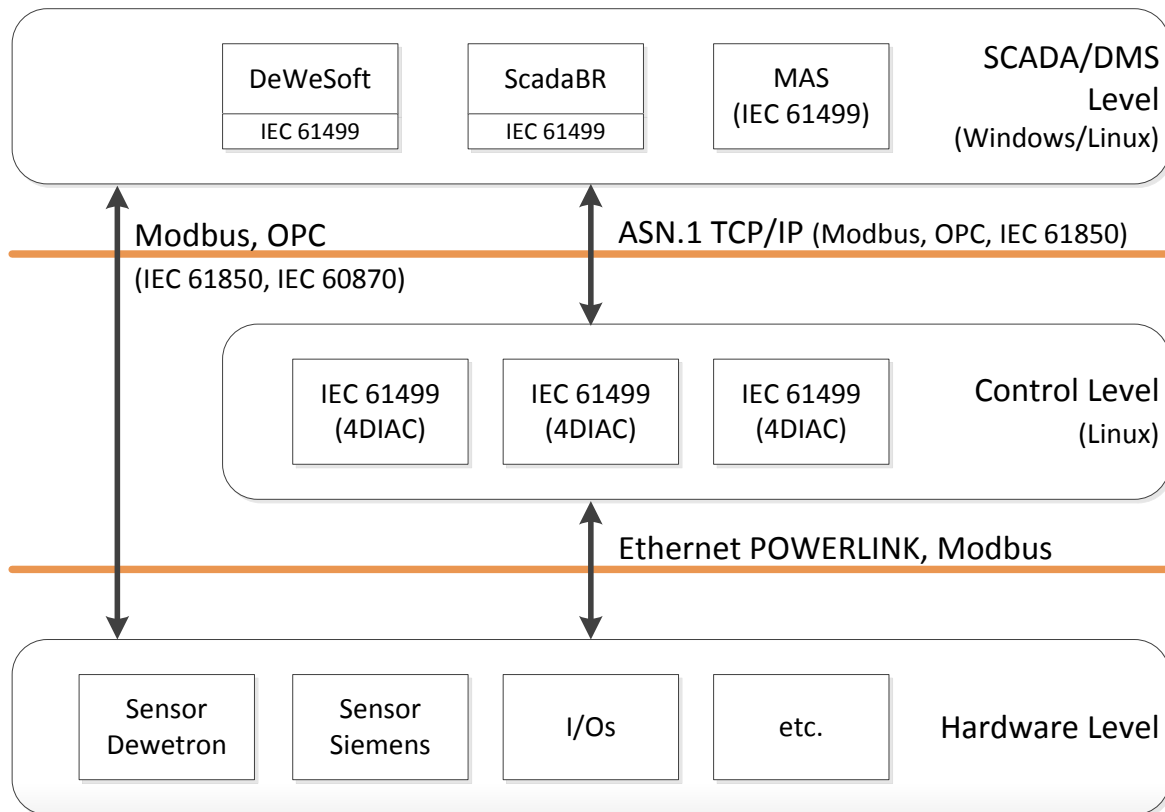 DeWeSoft
IEC 61499
ScadaBR
IEC 61499
MAS
(IEC 61499)
SCADA/DMS
Level
(Windows/Linux)
Modbus, OPC
(IEC 61850, IEC 60870)
ASN.1 TCP/IP (Modbus, OPC, IEC 61850)
IEC 61499
(4DIAC)
IEC 61499
(4DIAC)
IEC 61499
(4DIAC)
Control Level
(Linux)
Ethernet POWERLINK, Modbus
Sensor
Dewetron
Sensor
Siemens
I/Os
etc.
Hardware Level